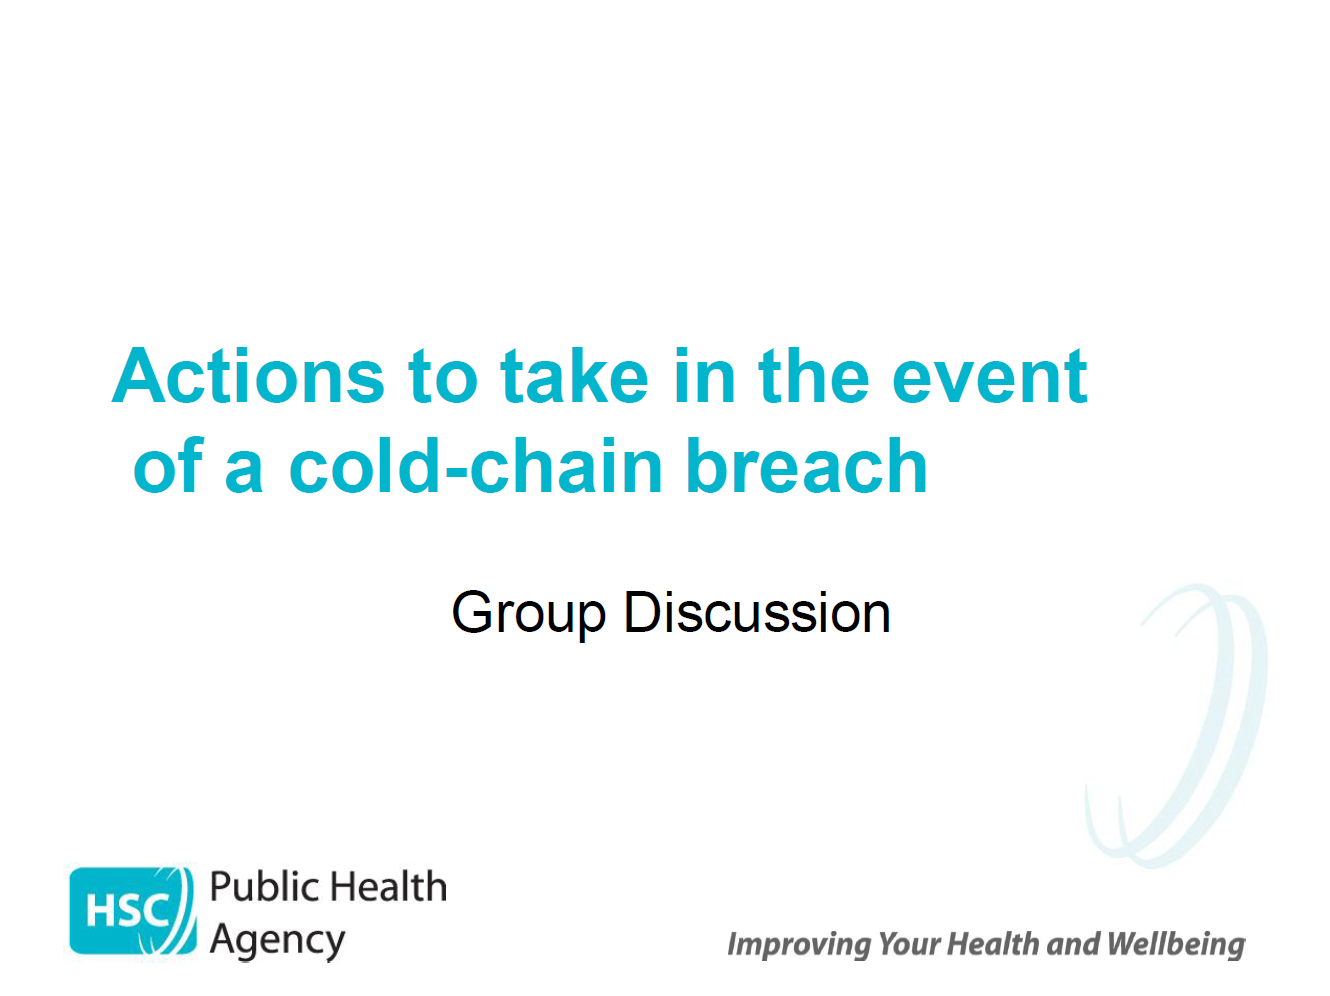 Actions to take in the event
of a cold-chain breach
Group Discussion
HSC Public Health
Agency
Improving Your Health and Wellbeing